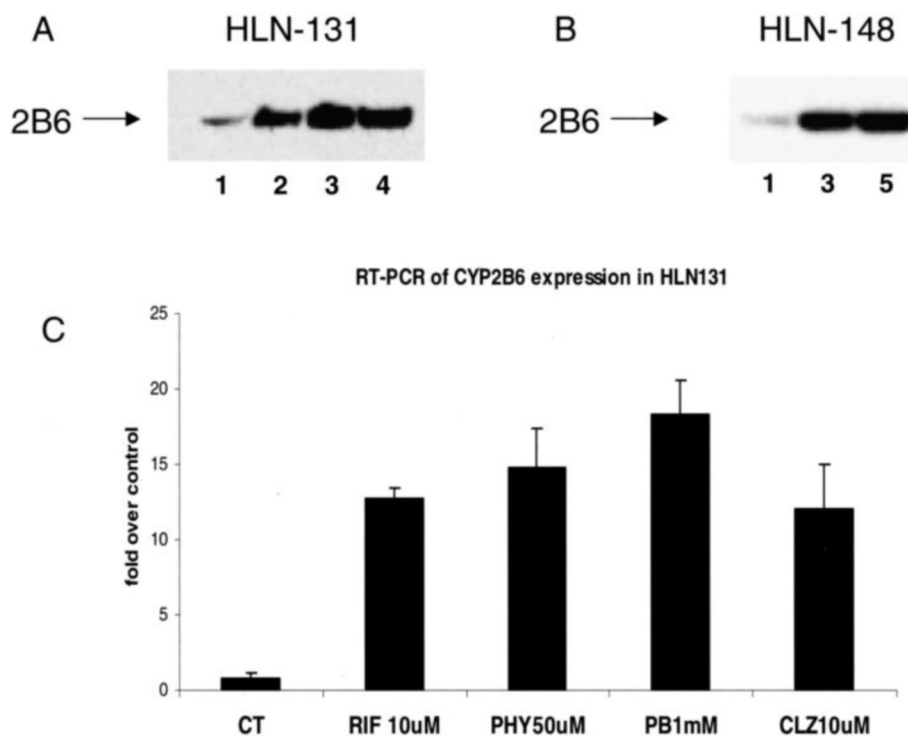 A HLN-131 B HLN-148
2B6 2B6
1 2 3 4 1 3 5
RT-PCR of CYP2B6 expression in HLN131
C
fold over control
25
20
15
10
5
0
CT RIF 10uM PHY50uM PB1mM CLZ10uM